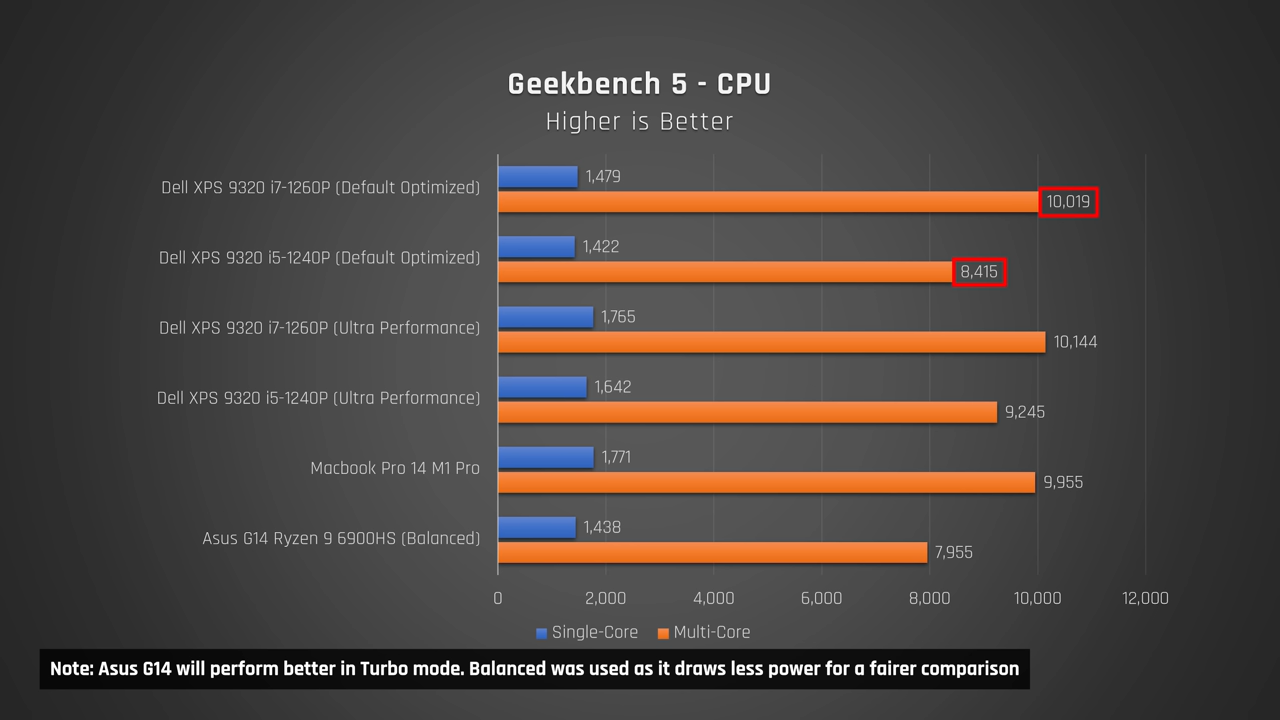 Geekbench 5 - CPU
Higher is Better
Dell XPS 9320 i7-1260P (Default Optimized)
1,479
10,019
Dell XPS 9320 i5-1240P (Default Optimized)
1,422
8,415
Dell XPS 9320 i7-1260P (Ultra Performance)
1,765
10,144
Dell XPS 9320 i5-1240P (Ultra Performance)
1,642
9,245
Macbook Pro 14 M1 Pro
1,771
9,955
Asus G14 Ryzen 9 6900HS (Balanced)
1,438
7,955
0 2,000 4,000 6,000 8,000 10,000 12,000
Single-Core Multi-Core
Note: Asus G14 will perform better in Turbo mode. Balanced was used as it draws less power for a fairer comparison